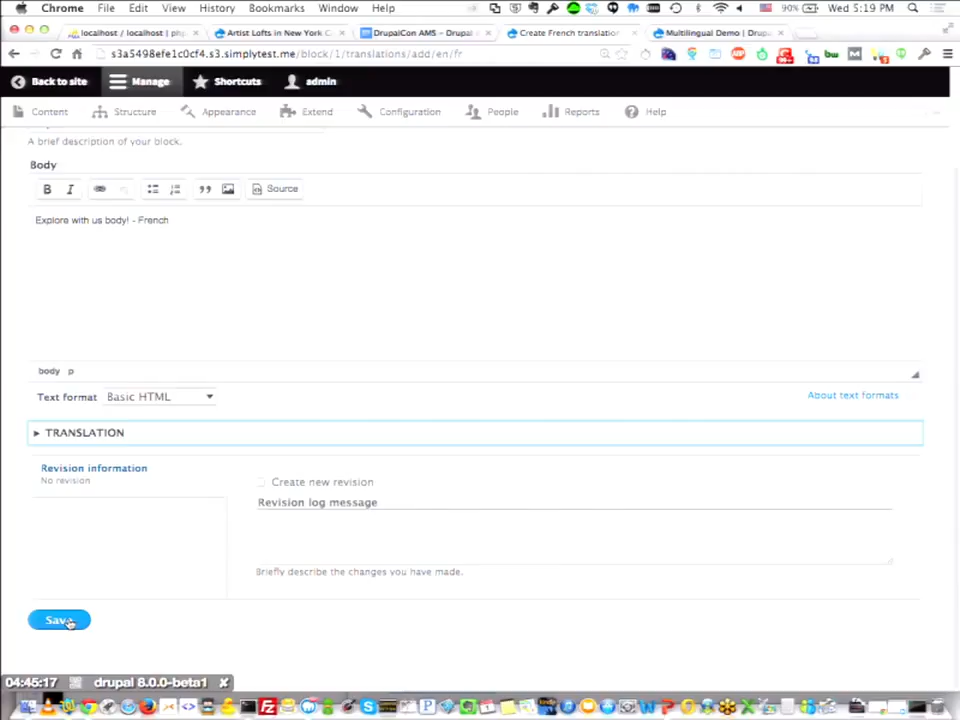 Chrome File Edit View History Bookmarks Window Help 90% Wed 5:19 PM
localhost / localhost | php Artist Lofts in New York C DrupalCon AMS – Drupal Create French translation Multilingual Demo | Drupa
s3a5498efe1c0cf4.s3.simplytest.me/block/1/translations/add/en/fr
Back to site Manage Shortcuts admin
Content Structure Appearance Extend Configuration People Reports Help
A brief description of your block.
Body
B I Source
Explore with us body! - French
body p
Text format Basic HTML About text formats
TRANSLATION
Revision information
No revision
Create new revision
Revision log message
Briefly describe the changes you have made.
Save
04:45:17 drupal 8.0.0-beta1